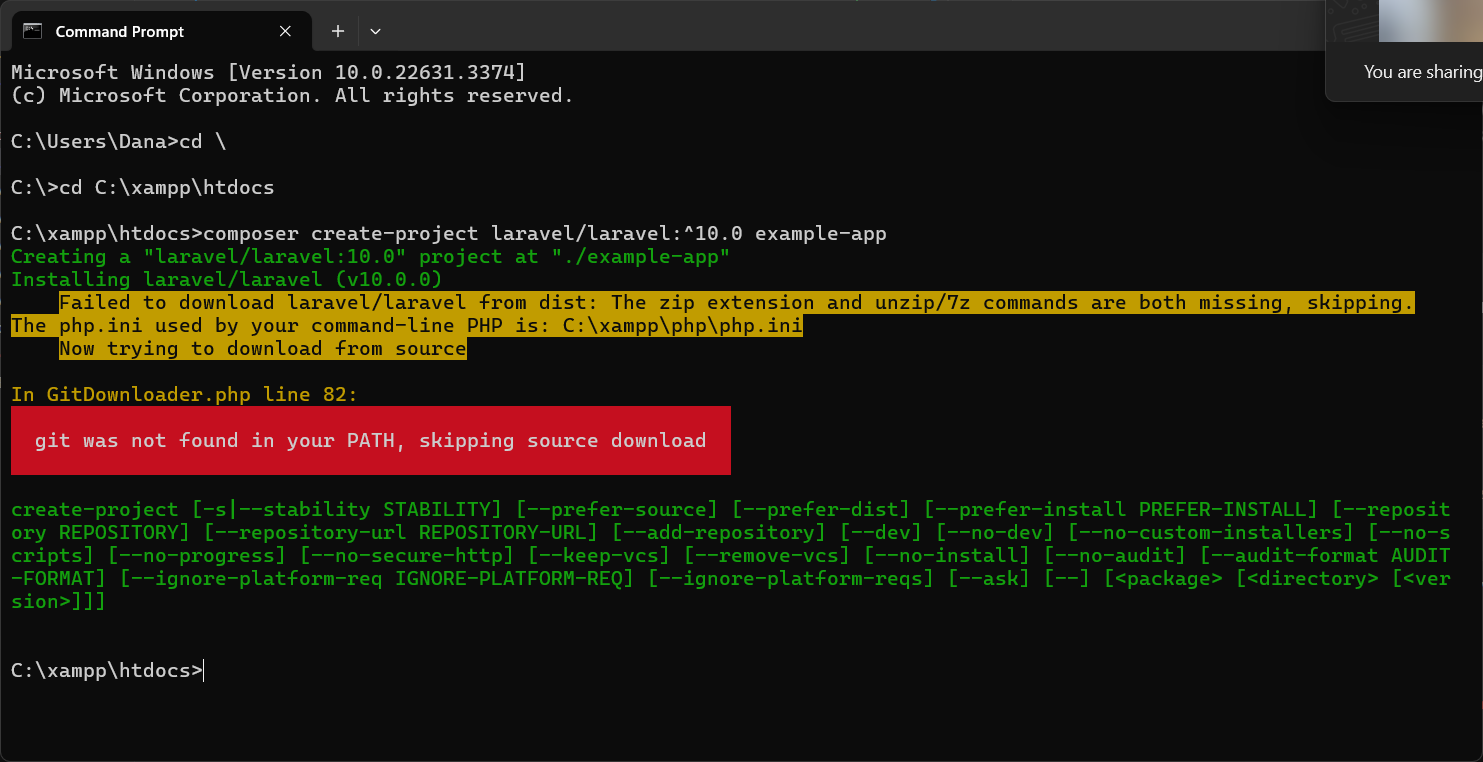 Command Prompt
You are sharing
Microsoft Windows [Version 10.0.22631.3374]
(c) Microsoft Corporation. All rights reserved.
C:\Users\Dana>cd \
C:\>cd C:\xampp\htdocs
C:\xampp\htdocs>composer create-project laravel/laravel:^10.0 example-app
Creating a "laravel/laravel:10.0" project at "./example-app"
Installing laravel/laravel (v10.0.0)
    Failed to download laravel/laravel from dist: The zip extension and unzip/7z commands are both missing, skipping.
The php.ini used by your command-line PHP is: C:\xampp\php\php.ini
    Now trying to download from source
In GitDownloader.php line 82:
git was not found in your PATH, skipping source download
create-project [-s|--stability STABILITY] [--prefer-source] [--prefer-dist] [--prefer-install PREFER-INSTALL] [--reposit
ory REPOSITORY] [--repository-url REPOSITORY-URL] [--add-repository] [--dev] [--no-dev] [--no-custom-installers] [--no-s
cripts] [--no-progress] [--no-secure-http] [--keep-vcs] [--remove-vcs] [--no-install] [--no-audit] [--audit-format AUDIT
-FORMAT] [--ignore-platform-req IGNORE-PLATFORM-REQ] [--ignore-platform-reqs] [--ask] [--] [<package> [<directory> [<ver
sion>]]]
C:\xampp\htdocs>